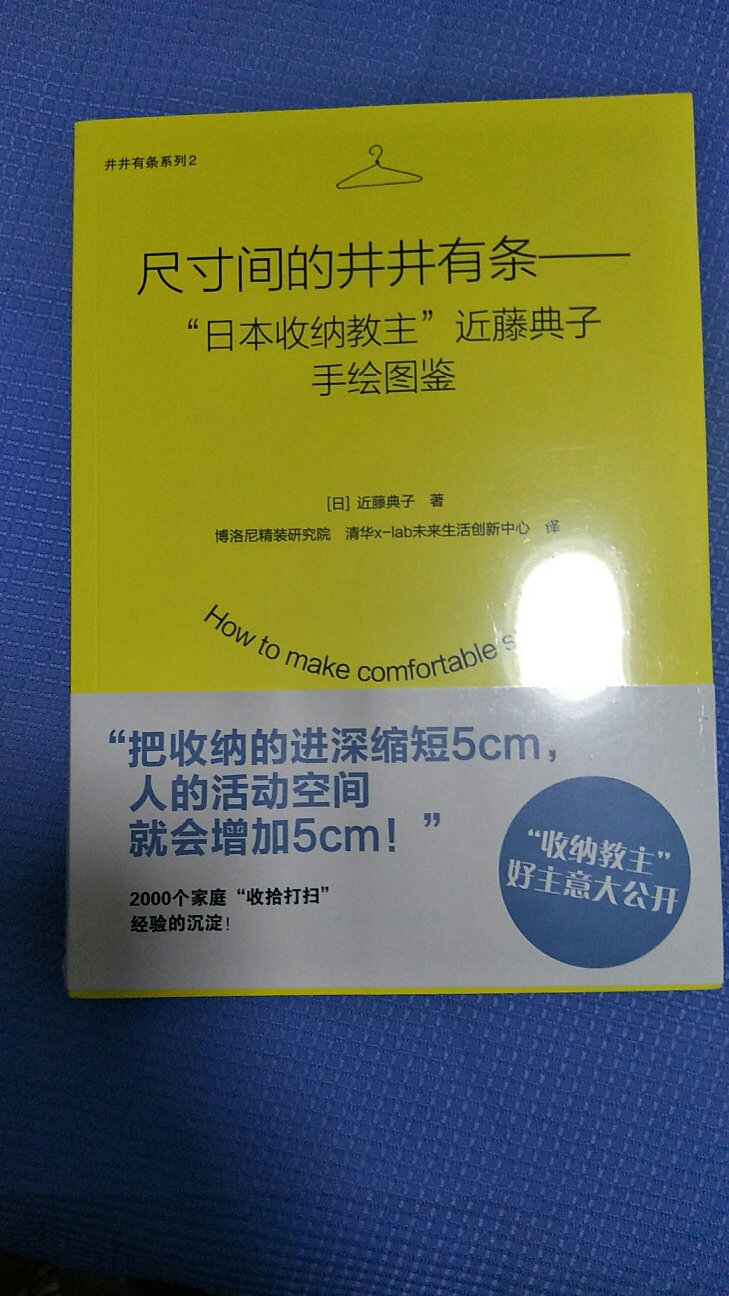 井井有条系列2
尺寸间的井井有条——
“日本收纳教主”近藤典子
手绘图鉴
[日] 近藤典子 著
博洛尼精装研究院 清华x-lab未来生活创新中心 译
How to make comfortable
“把收纳的进深缩短5cm，
人的活动空间
就会增加5cm！”
“收纳教主”
好主意大公开
2000个家庭“收拾打扫”
经验的沉淀！